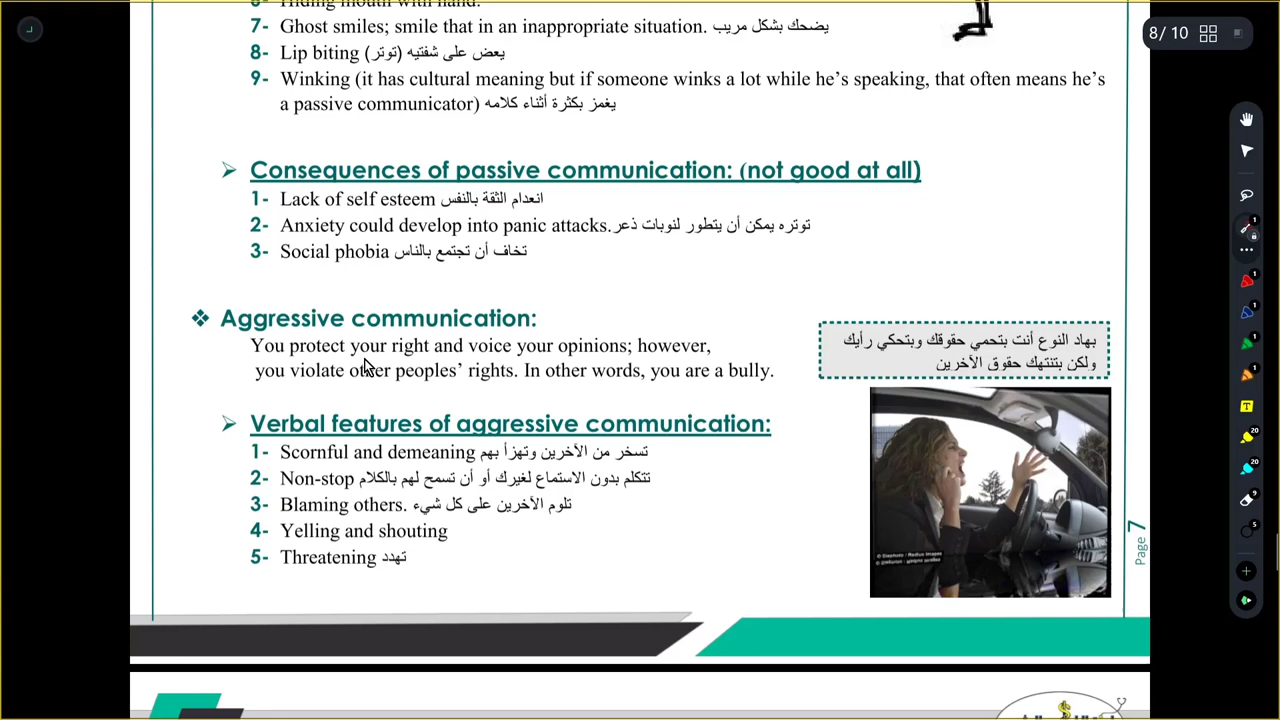 8 / 10
7- Ghost smiles; smile that in an inappropriate situation. يضحك بشكل مريب
8- Lip biting يعض على شفتيه (توتر)
9- Winking (it has cultural meaning but if someone winks a lot while he's speaking, that often means he's
a passive communicator) يغمز بكثرة أثناء كلامه
Consequences of passive communication: (not good at all)
1- Lack of self esteem انعدام الثقة بالنفس
2- Anxiety could develop into panic attacks. توتره يمكن أن يتطور لنوبات ذعر
3- Social phobia تخاف أن تجتمع بالناس
Aggressive communication:
You protect your right and voice your opinions; however,
you violate other peoples' rights. In other words, you are a bully.
بهاد النوع أنت بتحمي حقوقك وبتحكي رأيك
ولكن بتنتهك حقوق الآخرين
Verbal features of aggressive communication:
1- Scornful and demeaning تسخر من الآخرين وتهزأ بهم
2- Non-stop تتكلم بدون الاستماع لغيرك أو أن تسمح لهم بالكلام
3- Blaming others. تلوم الآخرين على كل شيء
4- Yelling and shouting
5- Threatening تهدد
Page 7